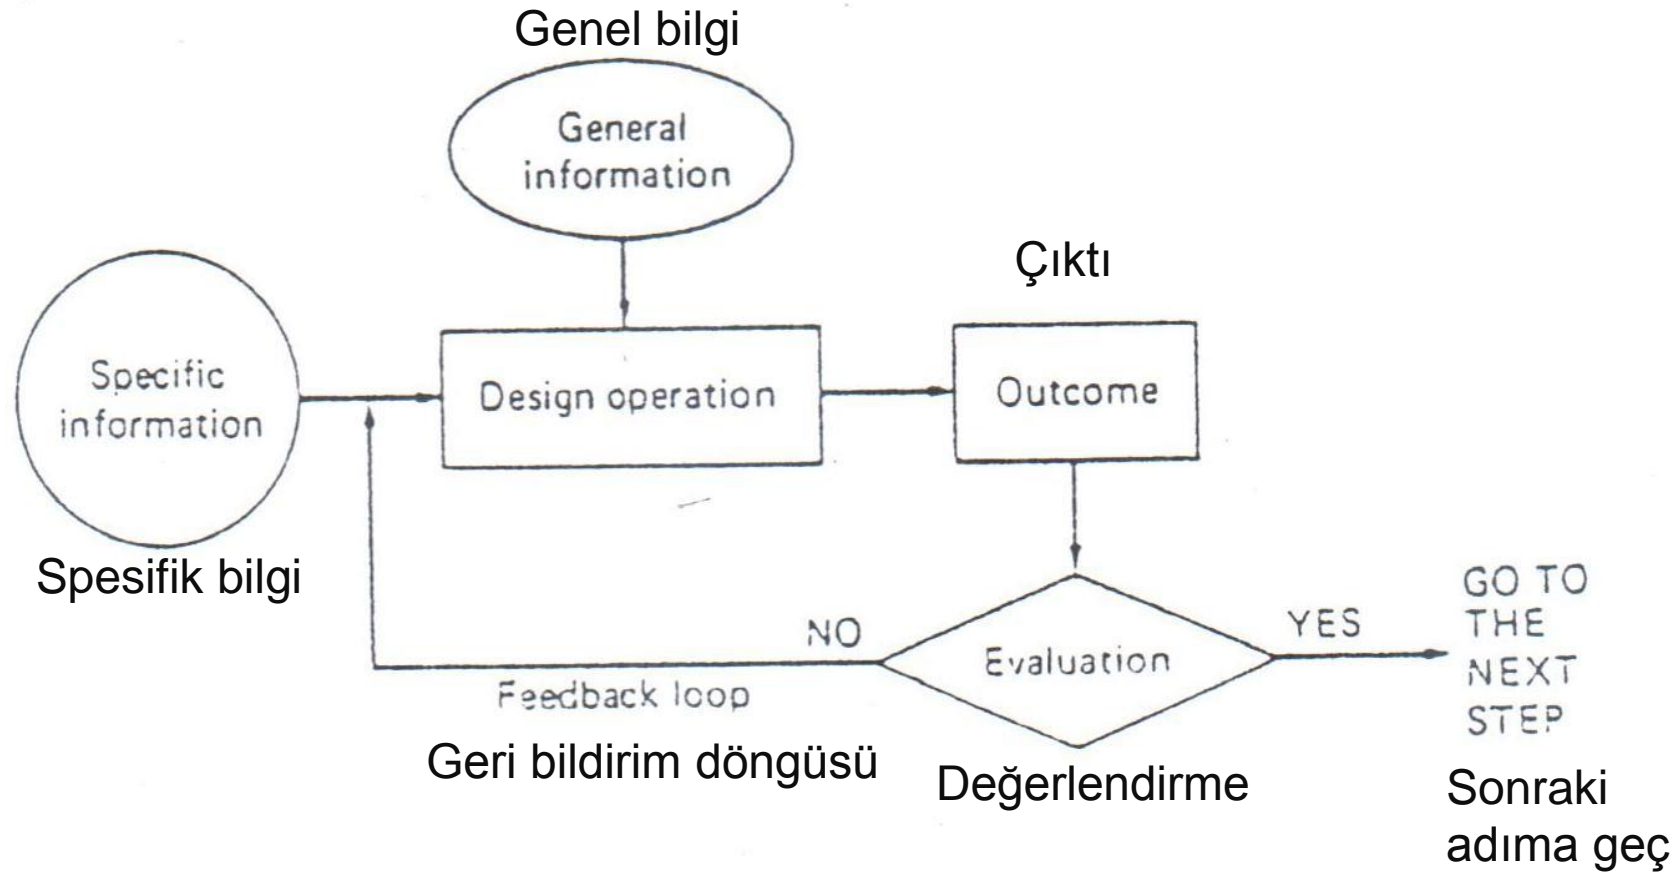 Genel bilgi
General
information
Çıktı
Specific
information
Design operation
Outcome
Spesifik bilgi
NO
Evaluation
YES
GO TO
THE
NEXT
STEP
Feedback loop
Geri bildirim döngüsü
Değerlendirme
Sonraki
adıma geç